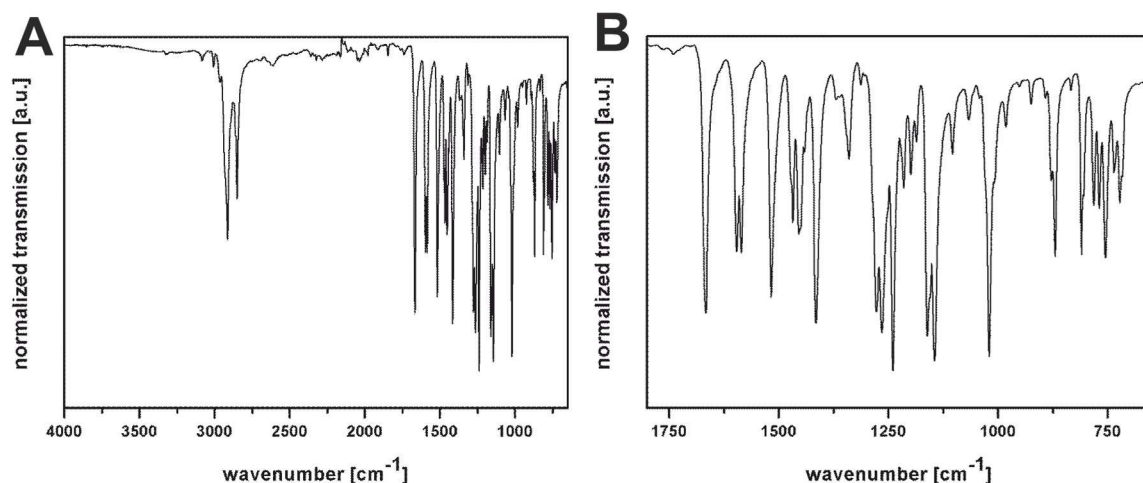 A
normalized transmission [a.u.]
4000 3500 3000 2500 2000 1500 1000
wavenumber [cm⁻¹]
B
normalized transmission [a.u.]
1750 1500 1250 1000 750
wavenumber [cm⁻¹]